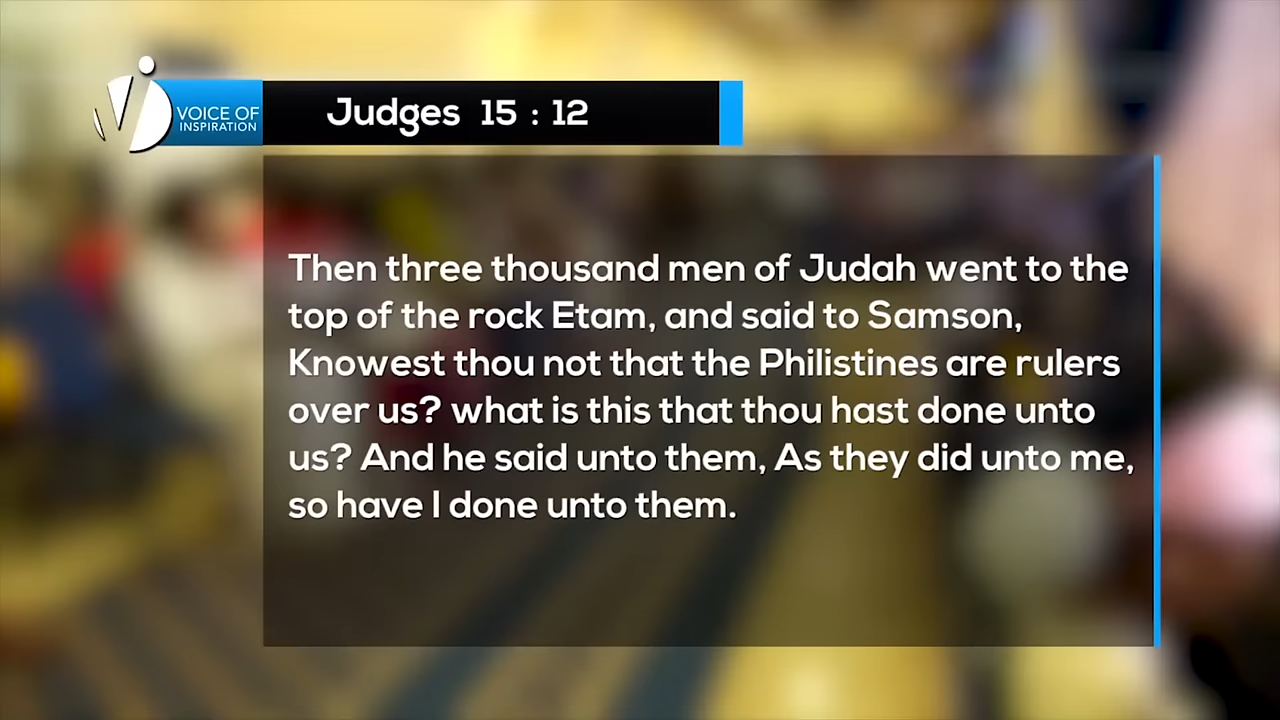 VOICE OF
INSPIRATION
Judges 15 : 12
Then three thousand men of Judah went to the
top of the rock Etam, and said to Samson,
Knowest thou not that the Philistines are rulers
over us? what is this that thou hast done unto
us? And he said unto them, As they did unto me,
so have I done unto them.